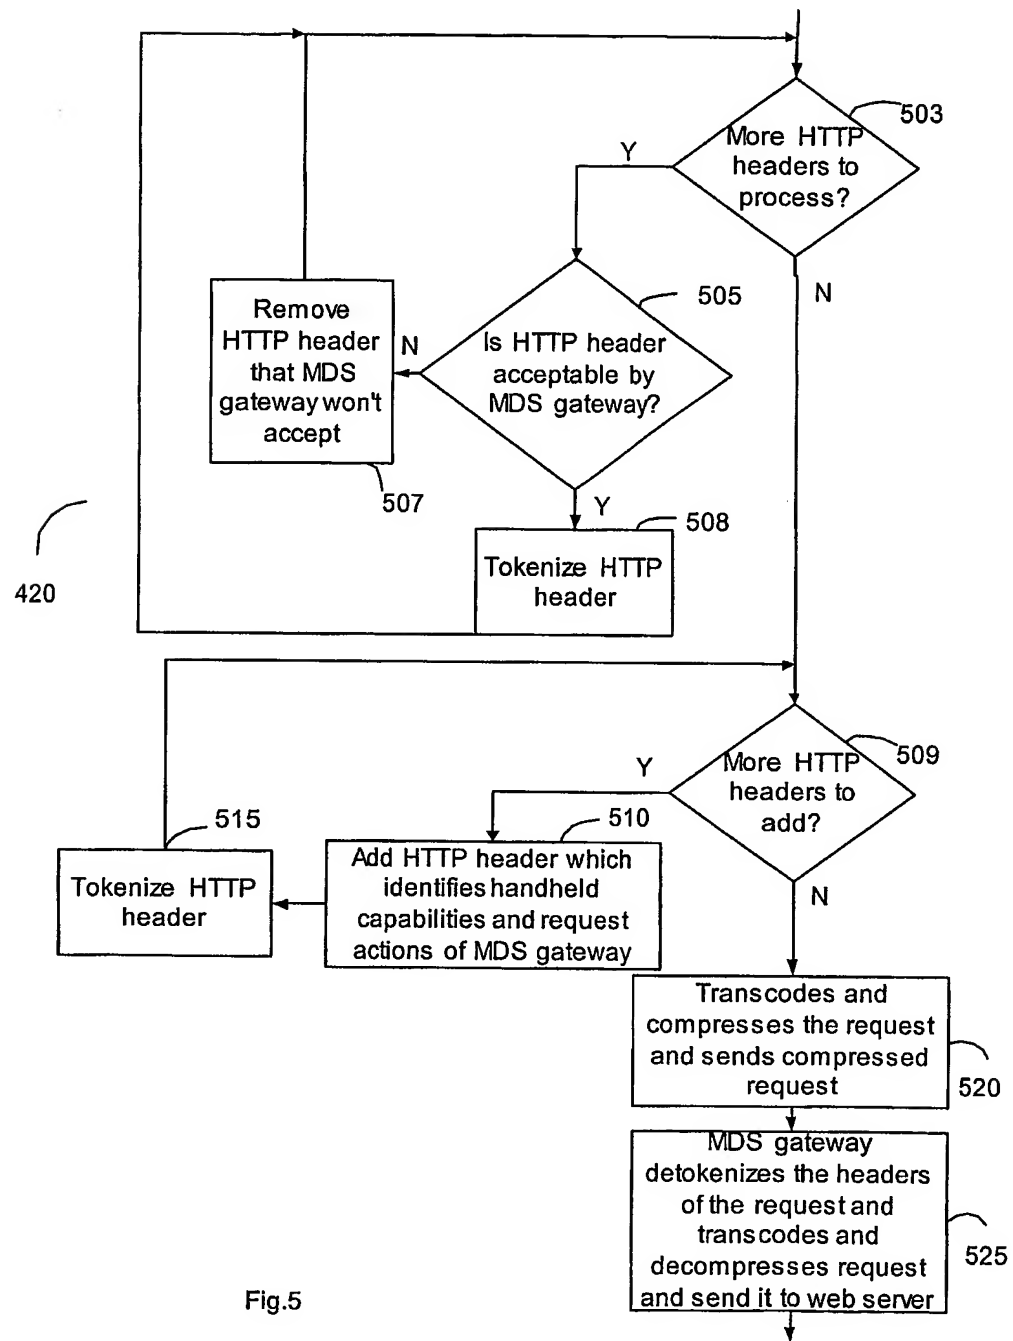 503
More HTTP
headers to
process?
Y
N
505
Is HTTP header
acceptable by
MDS gateway?
N
Remove
HTTP header
that MDS
gateway won't
accept
507
Y
508
Tokenize HTTP
header
420
509
More HTTP
headers to
add?
Y
N
510
Add HTTP header which
identifies handheld
capabilities and request
actions of MDS gateway
515
Tokenize HTTP
header
Transcodes and
compresses the request
and sends compressed
request
520
MDS gateway
detokenizes the headers
of the request and
transcodes and
decompresses request
and send it to web server
525
Fig.5